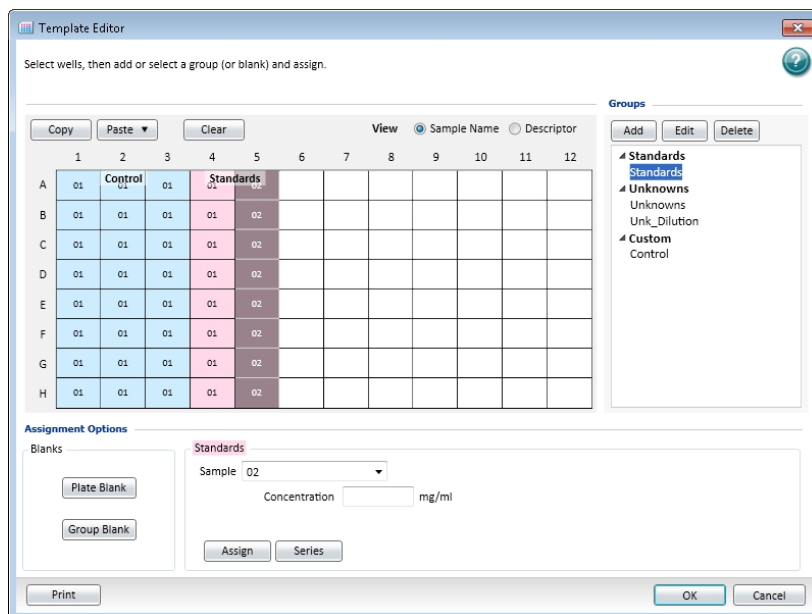 Template Editor
Select wells, then add or select a group (or blank) and assign.
Groups
Copy Paste Clear View Sample Name Descriptor
Add Edit Delete
1 2 3 4 5 6 7 8 9 10 11 12
Control Standards
A 01 01 01 01 02
B 01 01 01 01 02
C 01 01 01 01 02
D 01 01 01 01 02
E 01 01 01 01 02
F 01 01 01 01 02
G 01 01 01 01 02
H 01 01 01 01 02
Standards
Standards
Unknowns
Unknowns
Unk_Dilution
Custom
Control
Assignment Options
Blanks
Plate Blank
Group Blank
Standards
Sample 02
Concentration mg/ml
Assign Series
Print OK Cancel